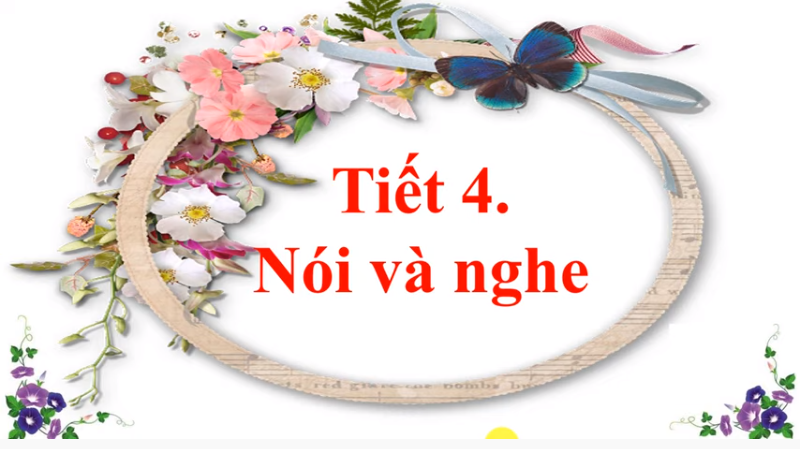 Tiết 4.
Nói và nghe